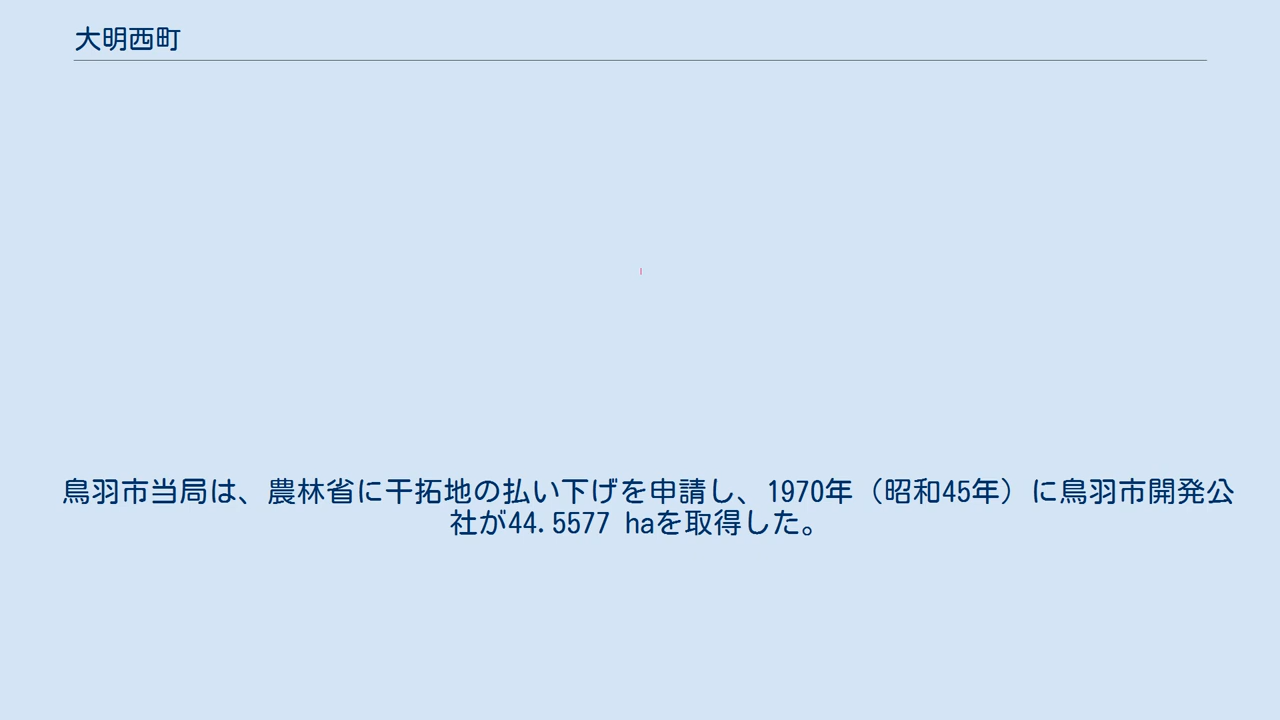 大明西町
鳥羽市当局は、農林省に干拓地の払い下げを申請し、1970年（昭和45年）に鳥羽市開発公
社が44.5577 haを取得した。